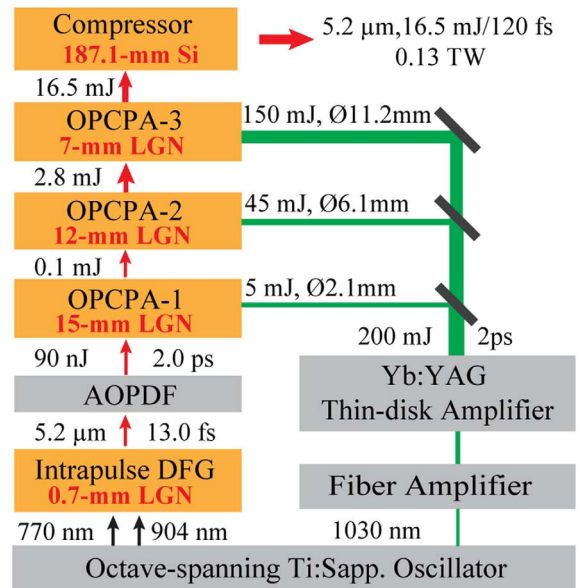 Compressor
187.1-mm Si
5.2 μm,16.5 mJ/120 fs
0.13 TW
16.5 mJ
OPCPA-3
7-mm LGN
150 mJ, Ø11.2mm
2.8 mJ
OPCPA-2
12-mm LGN
45 mJ, Ø6.1mm
0.1 mJ
OPCPA-1
15-mm LGN
5 mJ, Ø2.1mm
90 nJ 2.0 ps
200 mJ 2ps
AOPDF
Yb:YAG
Thin-disk Amplifier
5.2 μm 13.0 fs
Intrapulse DFG
0.7-mm LGN
Fiber Amplifier
770 nm 904 nm
1030 nm
Octave-spanning Ti:Sapp. Oscillator